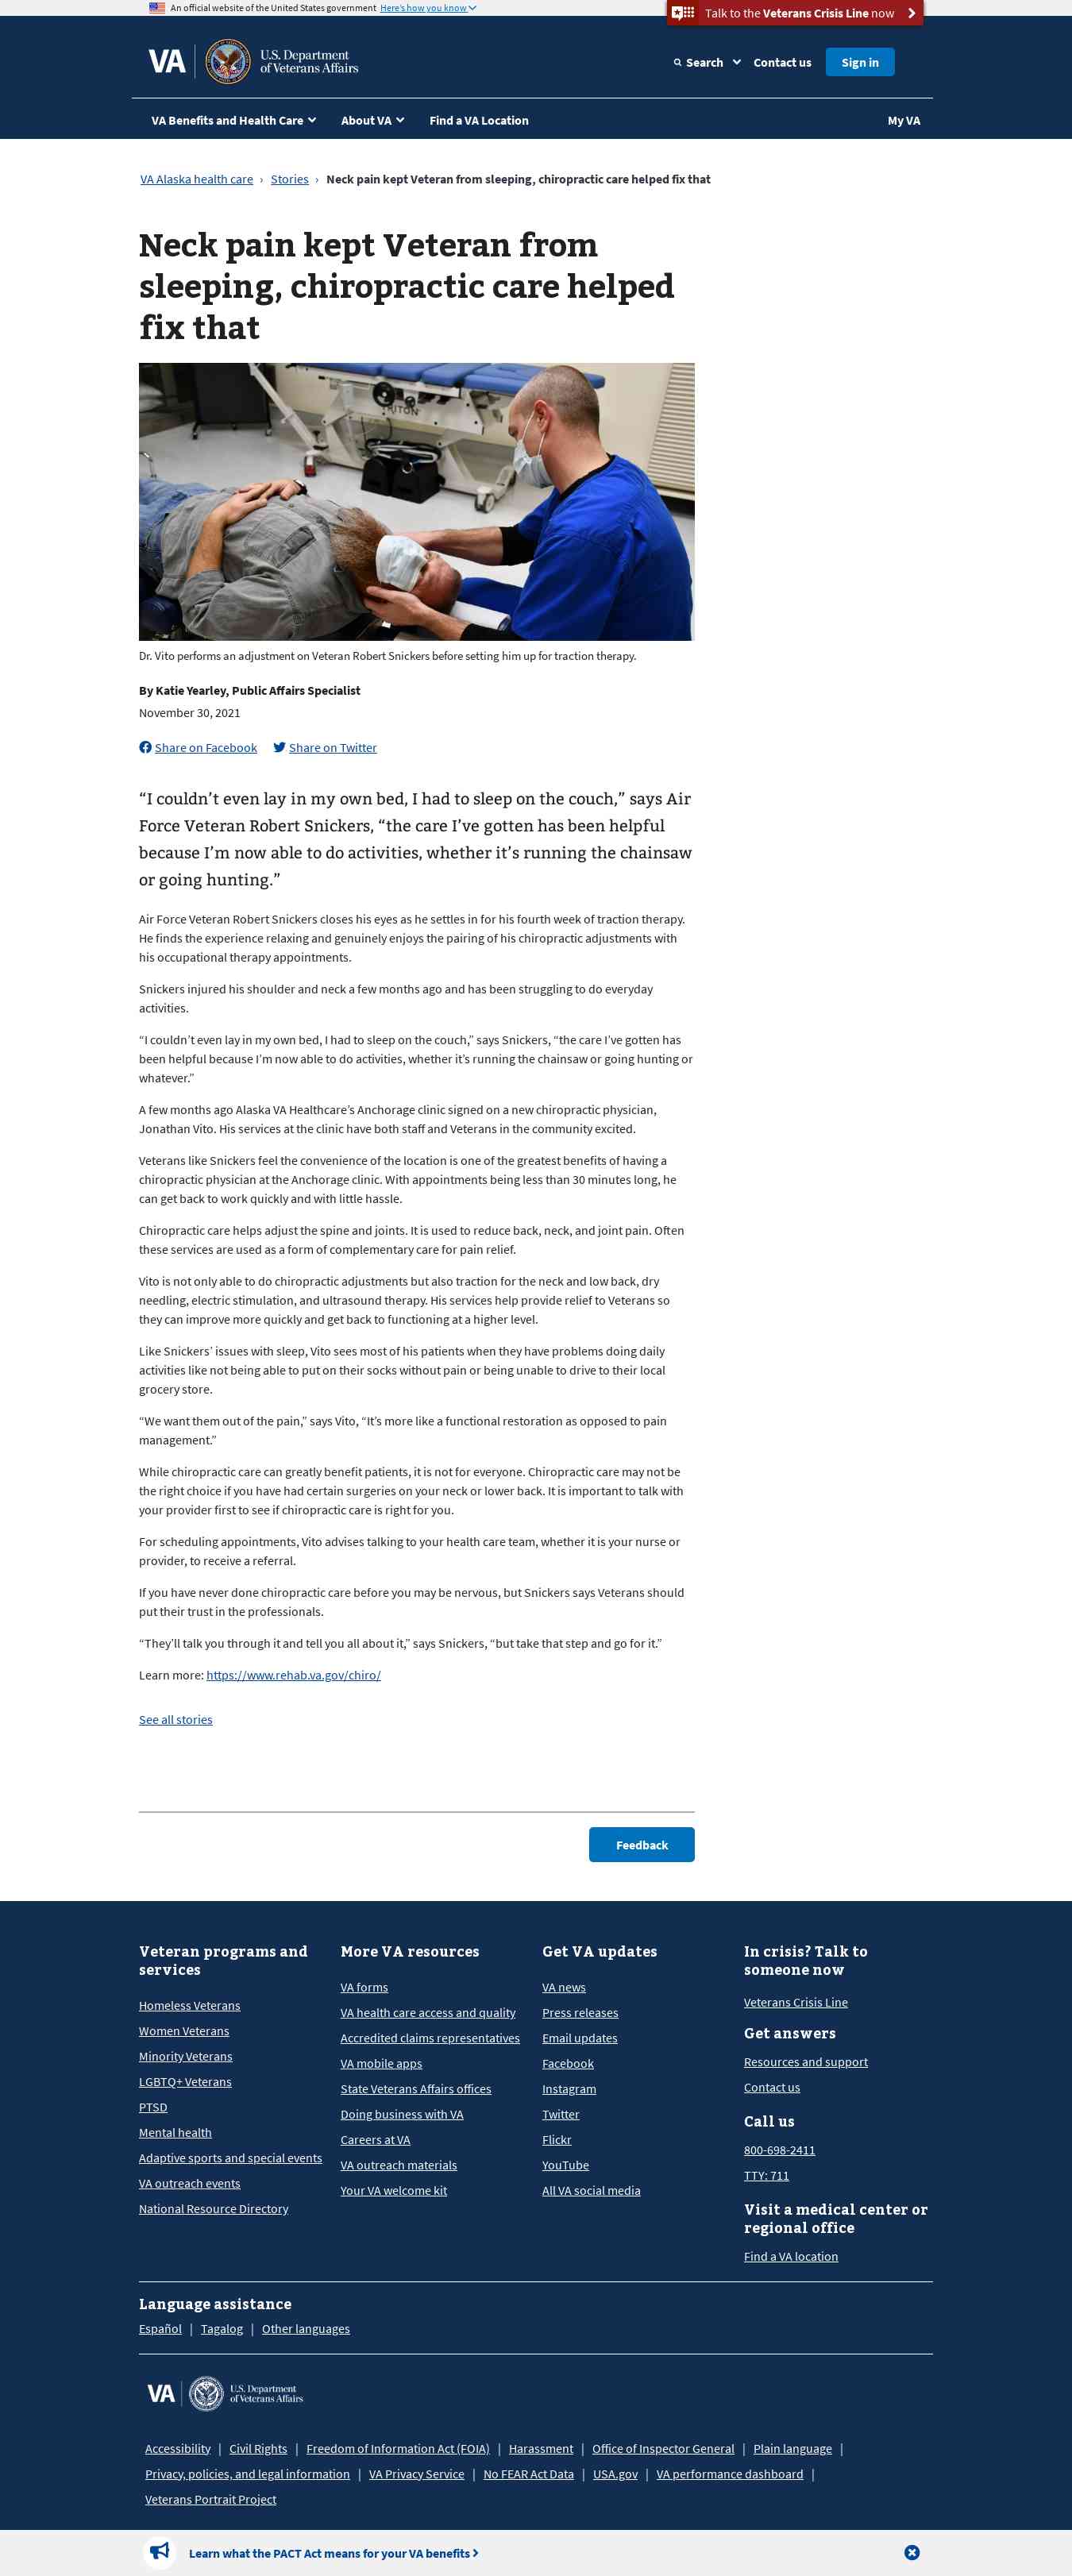 An official website of the United States government Here's how you know
Talk to the Veterans Crisis Line now
VA
U.S. Department
of Veterans Affairs
Search
Contact us
Sign in
VA Benefits and Health Care
About VA
Find a VA Location
My VA
VA Alaska health care › Stories › Neck pain kept Veteran from sleeping, chiropractic care helped fix that
Neck pain kept Veteran from
sleeping, chiropractic care helped
fix that
TRITON
Dr. Vito performs an adjustment on Veteran Robert Snickers before setting him up for traction therapy.
By Katie Yearley, Public Affairs Specialist
November 30, 2021
Share on Facebook
Share on Twitter
“I couldn’t even lay in my own bed, I had to sleep on the couch,” says Air
Force Veteran Robert Snickers, “the care I’ve gotten has been helpful
because I’m now able to do activities, whether it’s running the chainsaw
or going hunting.”
Air Force Veteran Robert Snickers closes his eyes as he settles in for his fourth week of traction therapy.
He finds the experience relaxing and genuinely enjoys the pairing of his chiropractic adjustments with
his occupational therapy appointments.
Snickers injured his shoulder and neck a few months ago and has been struggling to do everyday
activities.
“I couldn’t even lay in my own bed, I had to sleep on the couch,” says Snickers, “the care I’ve gotten has
been helpful because I’m now able to do activities, whether it’s running the chainsaw or going hunting or
whatever.”
A few months ago Alaska VA Healthcare’s Anchorage clinic signed on a new chiropractic physician,
Jonathan Vito. His services at the clinic have both staff and Veterans in the community excited.
Veterans like Snickers feel the convenience of the location is one of the greatest benefits of having a
chiropractic physician at the Anchorage clinic. With appointments being less than 30 minutes long, he
can get back to work quickly and with little hassle.
Chiropractic care helps adjust the spine and joints. It is used to reduce back, neck, and joint pain. Often
these services are used as a form of complementary care for pain relief.
Vito is not only able to do chiropractic adjustments but also traction for the neck and low back, dry
needling, electric stimulation, and ultrasound therapy. His services help provide relief to Veterans so
they can improve more quickly and get back to functioning at a higher level.
Like Snickers’ issues with sleep, Vito sees most of his patients when they have problems doing daily
activities like not being able to put on their socks without pain or being unable to drive to their local
grocery store.
“We want them out of the pain,” says Vito, “It’s more like a functional restoration as opposed to pain
management.”
While chiropractic care can greatly benefit patients, it is not for everyone. Chiropractic care may not be
the right choice if you have had certain surgeries on your neck or lower back. It is important to talk with
your provider first to see if chiropractic care is right for you.
For scheduling appointments, Vito advises talking to your health care team, whether it is your nurse or
provider, to receive a referral.
If you have never done chiropractic care before you may be nervous, but Snickers says Veterans should
put their trust in the professionals.
“They’ll talk you through it and tell you all about it,” says Snickers, “but take that step and go for it.”
Learn more: https://www.rehab.va.gov/chiro/
See all stories
Feedback
Veteran programs and
services
Homeless Veterans
Women Veterans
Minority Veterans
LGBTQ+ Veterans
PTSD
Mental health
Adaptive sports and special events
VA outreach events
National Resource Directory
More VA resources
VA forms
VA health care access and quality
Accredited claims representatives
VA mobile apps
State Veterans Affairs offices
Doing business with VA
Careers at VA
VA outreach materials
Your VA welcome kit
Get VA updates
VA news
Press releases
Email updates
Facebook
Instagram
Twitter
Flickr
YouTube
All VA social media
In crisis? Talk to
someone now
Veterans Crisis Line
Get answers
Resources and support
Contact us
Call us
800-698-2411
TTY: 711
Visit a medical center or
regional office
Find a VA location
Language assistance
Español | Tagalog | Other languages
VA
U.S. Department
of Veterans Affairs
Accessibility | Civil Rights | Freedom of Information Act (FOIA) | Harassment | Office of Inspector General | Plain language |
Privacy, policies, and legal information | VA Privacy Service | No FEAR Act Data | USA.gov | VA performance dashboard |
Veterans Portrait Project
Learn what the PACT Act means for your VA benefits